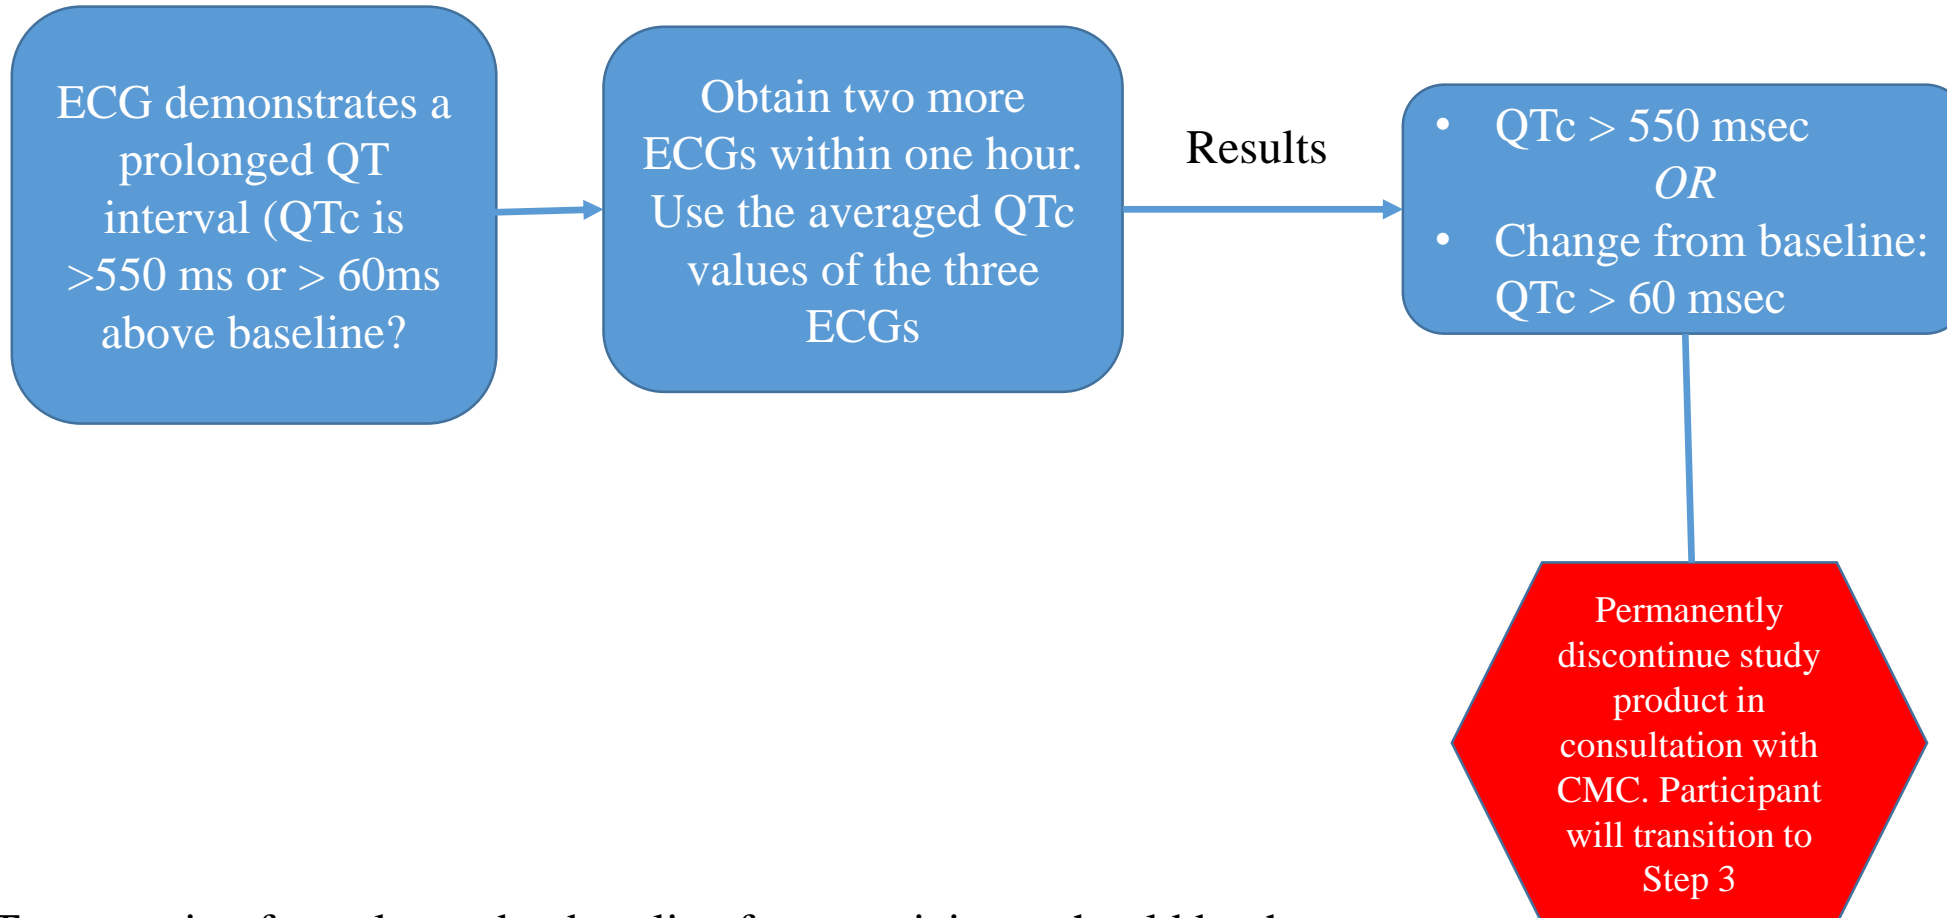 ECG demonstrates a
prolonged QT
interval (QTc is
>550 ms or > 60ms
above baseline?
Obtain two more
ECGs within one hour.
Use the averaged QTc
values of the three
ECGs
Results
• QTc > 550 msec
OR
• Change from baseline:
QTc > 60 msec
Permanently
discontinue study
product in
consultation with
CMC. Participant
will transition to
Step 3